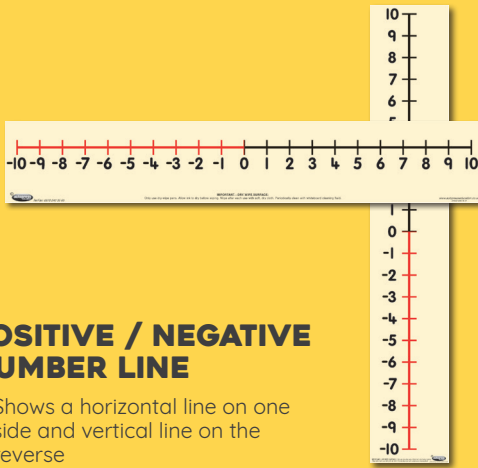 10
9
8
7
6
-10 -9 -8 -7 -6 -5 -4 -3 -2 -1 0 1 2 3 4 5 6 7 8 9 10
1
0
-1
-2
-3
-4
-5
-6
-7
-8
-9
-10
OSITIVE / NEGATIVE
UMBER LINE
Shows a horizontal line on one
side and vertical line on the
everse